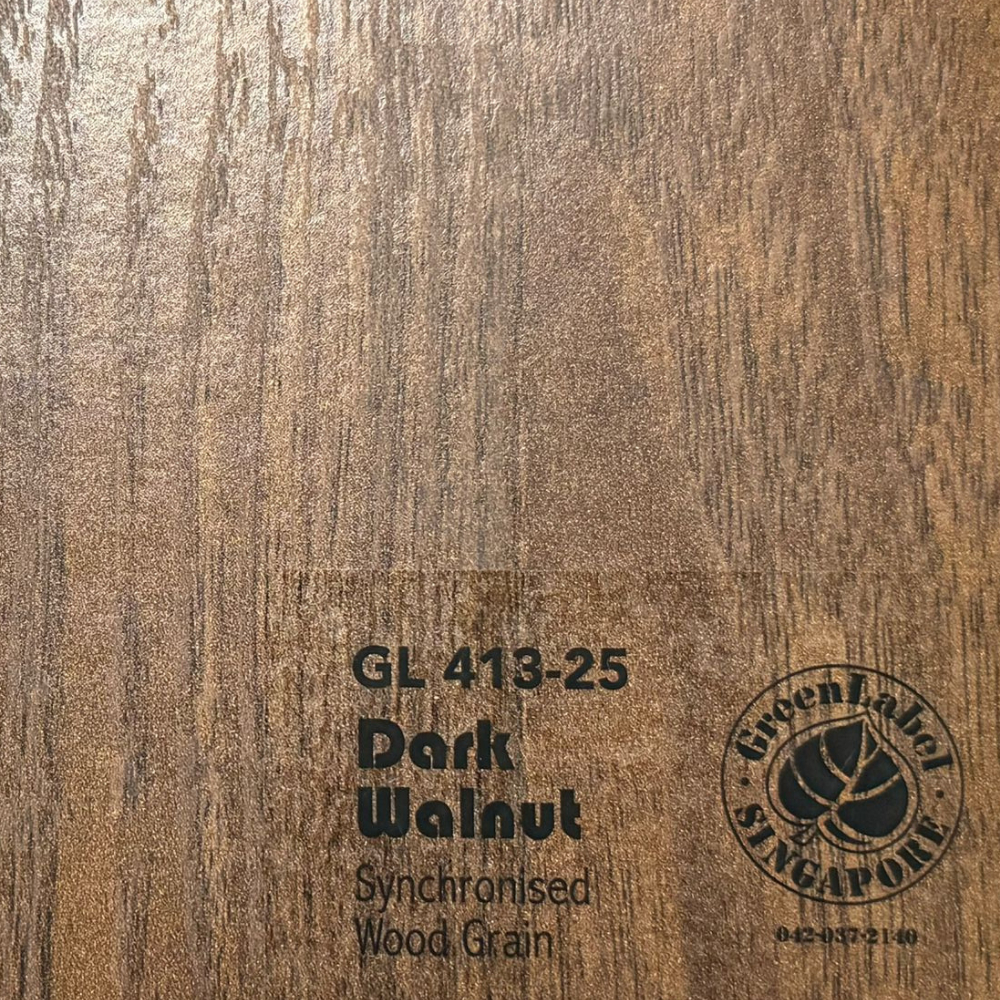 GL 413-25
Dark
Walnut
Synchronised
Wood Grain
GreenLabel
SINGAPORE
042-037-2140